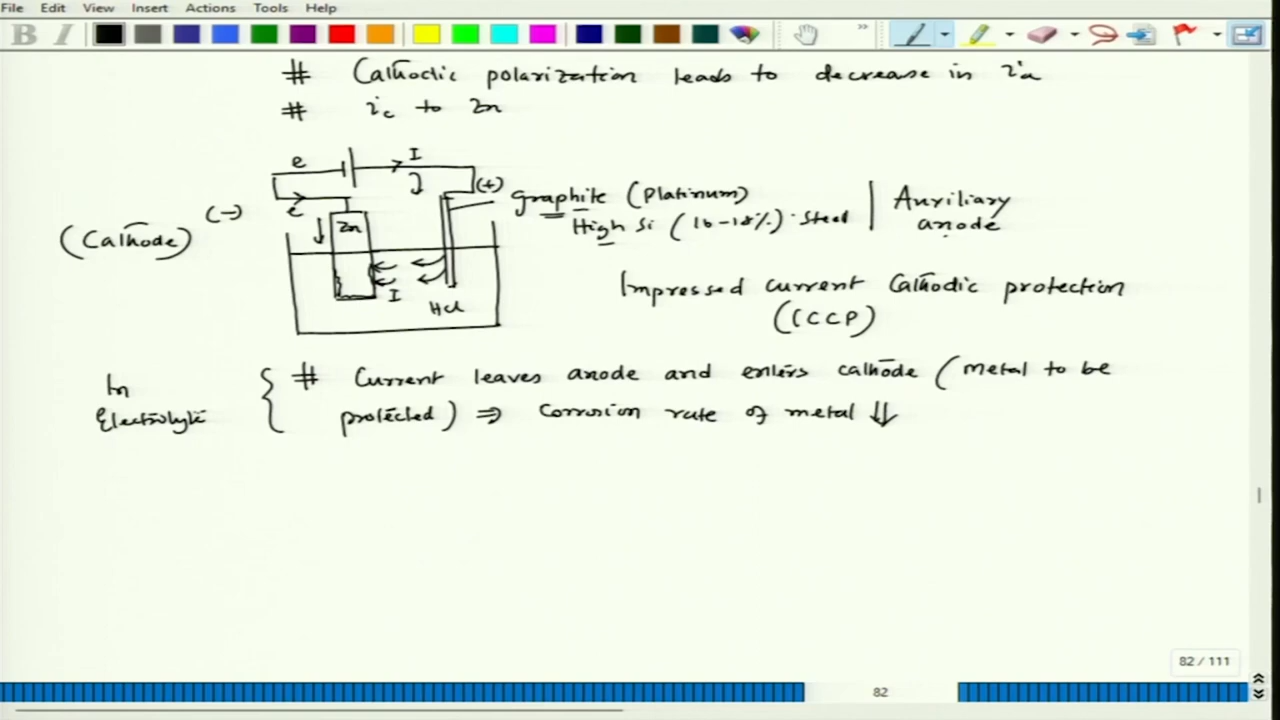 File Edit View Insert Actions Tools Help
B I
# Cathodic polarization leads to decrease in ia
# ic to Zn
e I
e
(-) (+)
(Cathode)
Zn
I
HCl
graphite (Platinum)
High Si (16-18%) Steel
Auxiliary
anode
Impressed current Cathodic protection
(ICCP)
In
Electrolyte
# Current leaves anode and enters cathode (metal to be
protected) ⇒ Corrosion rate of metal ↓↓
82 / 111
82